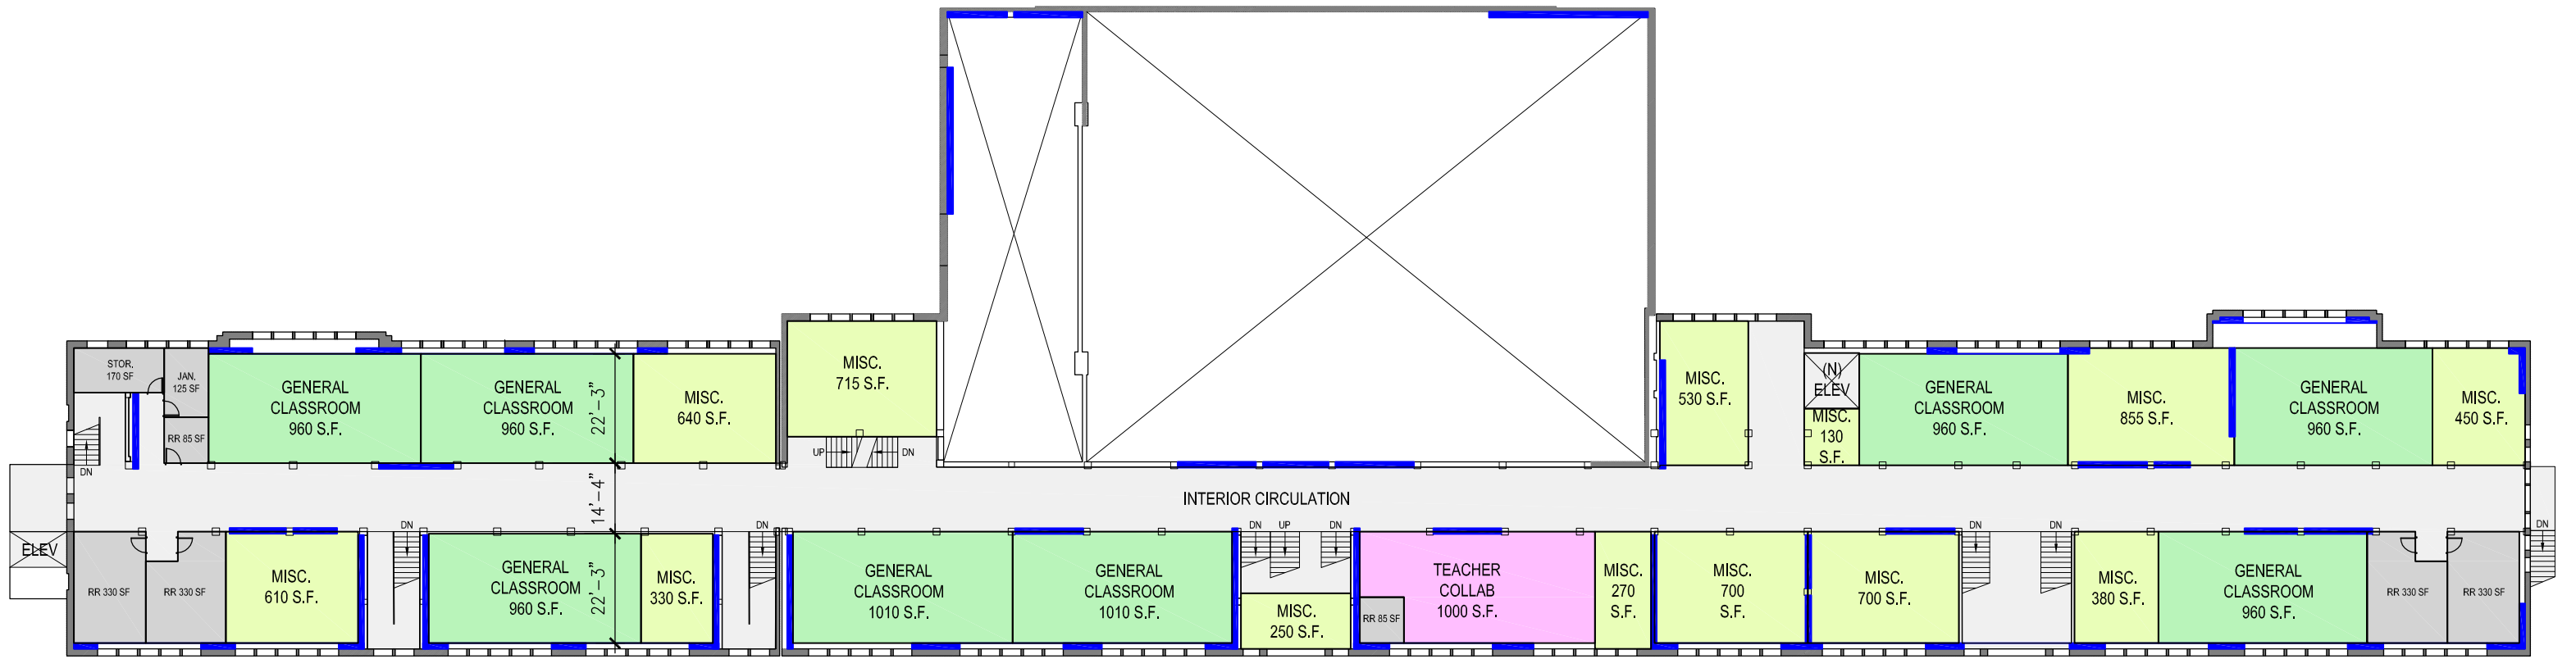 STOR.
170 SF
JAN.
125 SF
RR 85 SF
DN
GENERAL
CLASSROOM
960 S.F.
GENERAL
CLASSROOM
960 S.F.
22'-3"
MISC.
640 S.F.
MISC.
715 S.F.
UP
DN
MISC.
530 S.F.
(N)
ELEV
MISC.
130
S.F.
GENERAL
CLASSROOM
960 S.F.
MISC.
855 S.F.
GENERAL
CLASSROOM
960 S.F.
MISC.
450 S.F.
14'-4"
INTERIOR CIRCULATION
ELEV
RR 330 SF
RR 330 SF
MISC.
610 S.F.
DN
GENERAL
CLASSROOM
960 S.F.
22'-3"
MISC.
330 S.F.
DN
GENERAL
CLASSROOM
1010 S.F.
GENERAL
CLASSROOM
1010 S.F.
DN
UP
DN
MISC.
250 S.F.
RR 85 SF
TEACHER
COLLAB
1000 S.F.
MISC.
270
S.F.
MISC.
700
S.F.
MISC.
700 S.F.
DN
DN
MISC.
380 S.F.
GENERAL
CLASSROOM
960 S.F.
RR 330 SF
RR 330 SF
DN